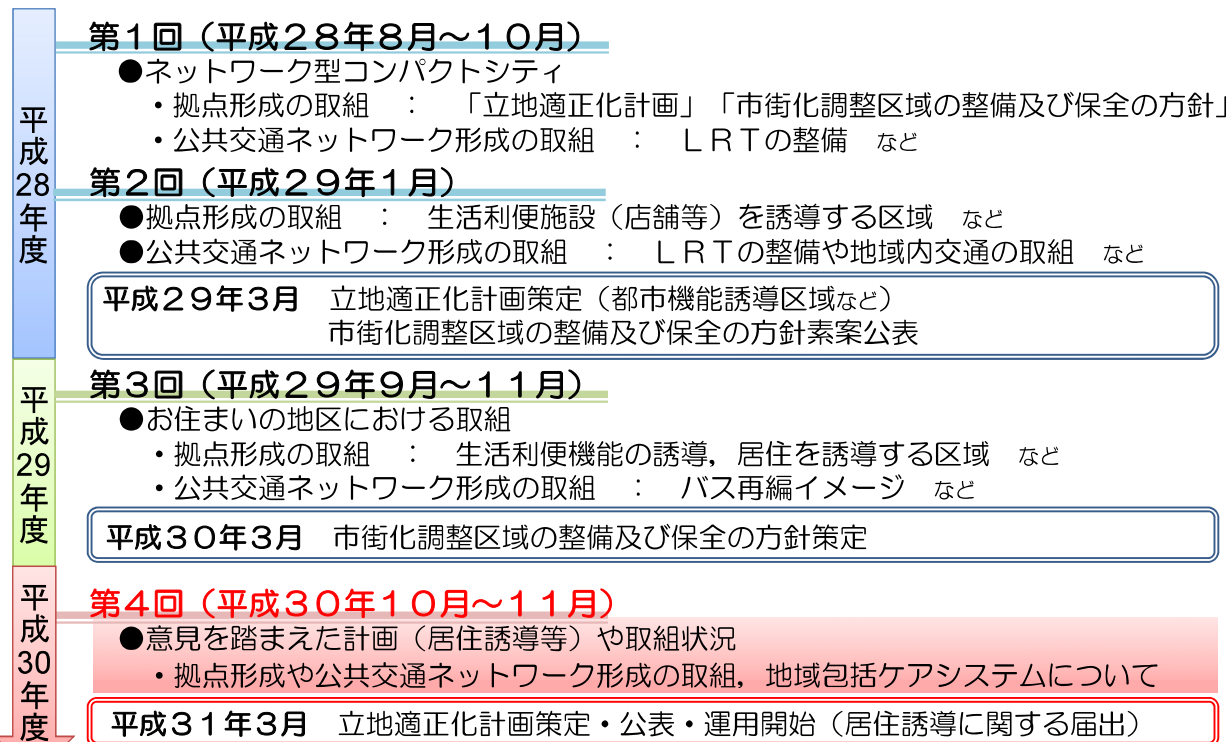 平成28年度
第1回（平成２８年８月～１０月）
●ネットワーク型コンパクトシティ
・拠点形成の取組　：　「立地適正化計画」「市街化調整区域の整備及び保全の方針」
・公共交通ネットワーク形成の取組　：　ＬＲＴの整備　など
第２回（平成２９年１月）
●拠点形成の取組　：　生活利便施設（店舗等）を誘導する区域　など
●公共交通ネットワーク形成の取組　：　ＬＲＴの整備や地域内交通の取組　など
平成２９年３月　立地適正化計画策定（都市機能誘導区域など）
市街化調整区域の整備及び保全の方針素案公表
平成29年度
第３回（平成２９年９月～１１月）
●お住まいの地区における取組
・拠点形成の取組　：　生活利便機能の誘導，居住を誘導する区域　など
・公共交通ネットワーク形成の取組　：　バス再編イメージ　など
平成３０年３月　市街化調整区域の整備及び保全の方針策定
平成30年度
第４回（平成３０年１０月～１１月）
●意見を踏まえた計画（居住誘導等）や取組状況
・拠点形成や公共交通ネットワーク形成の取組，地域包括ケアシステムについて
平成３１年３月　立地適正化計画策定・公表・運用開始（居住誘導に関する届出）